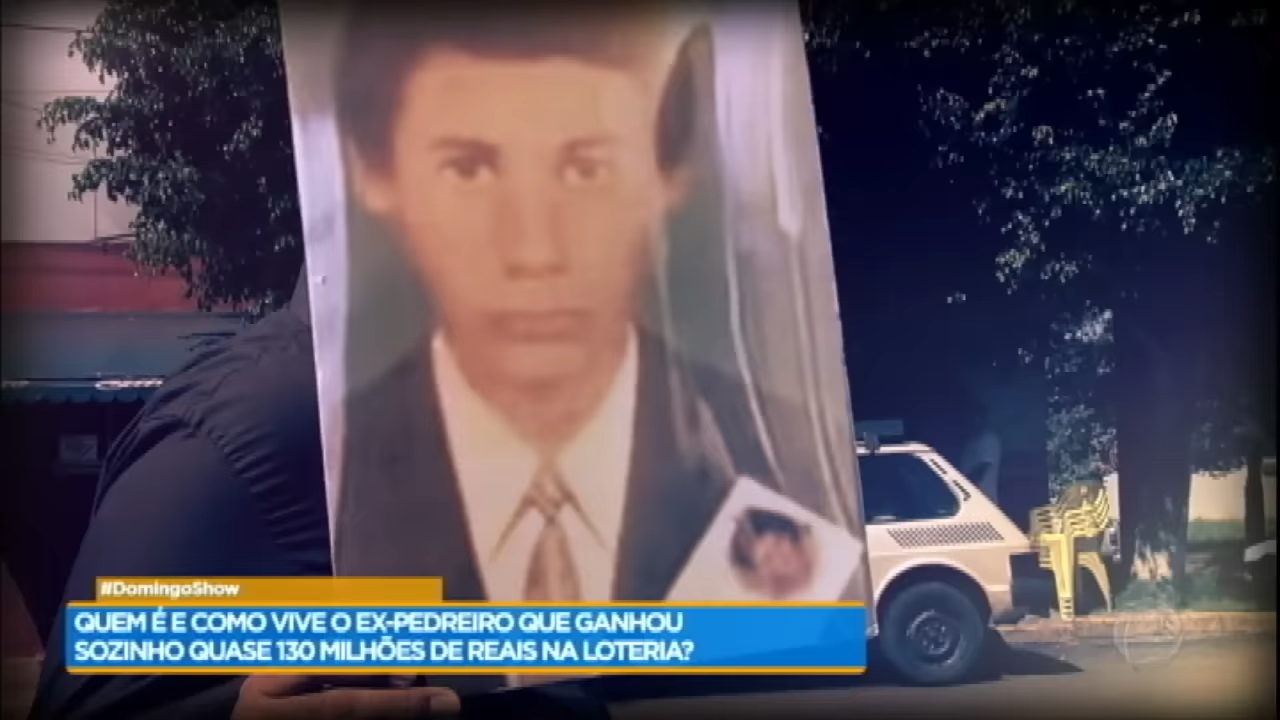 #DomingoShow
QUEM É E COMO VIVE O EX-PEDREIRO QUE GANHOU
SOZINHO QUASE 130 MILHÕES DE REAIS NA LOTERIA?